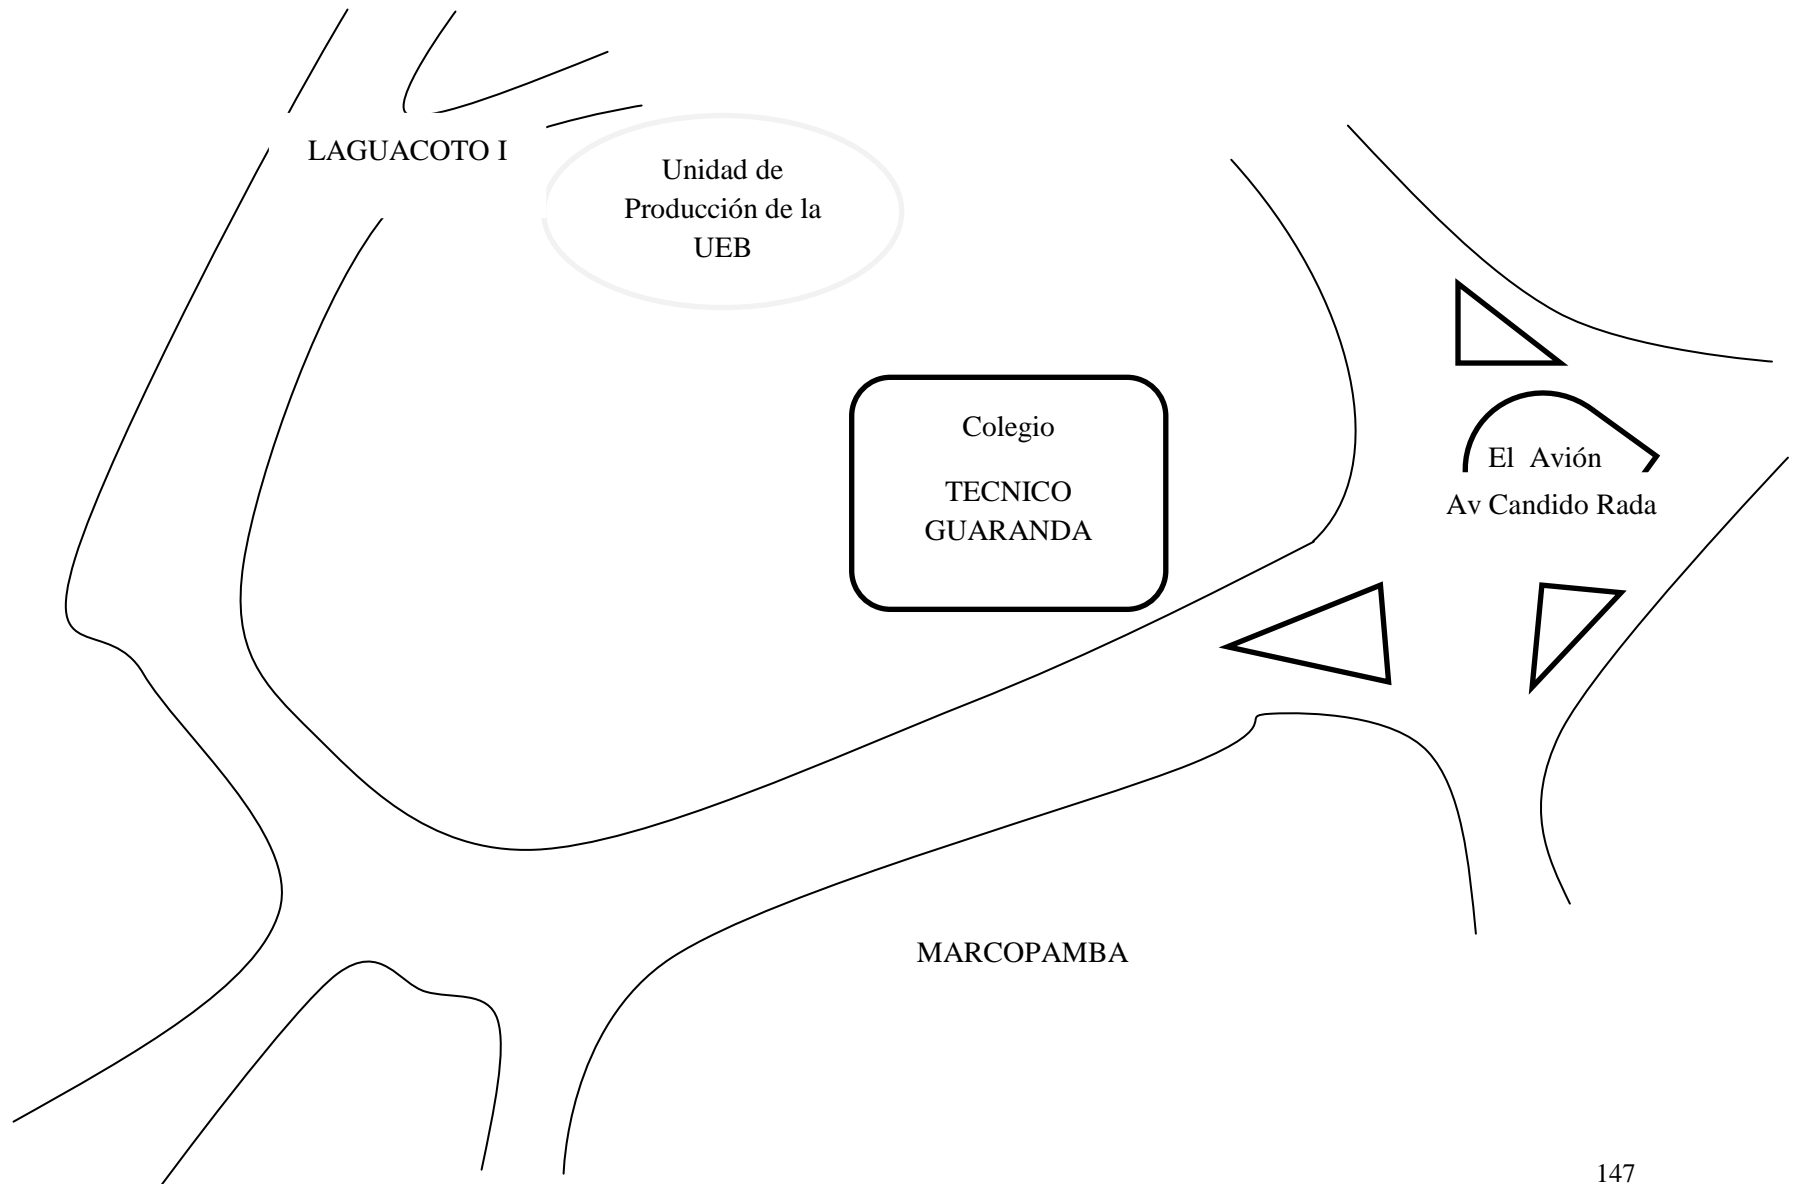 LAGUACOTO I
Unidad de
Producción de la
UEB
Colegio
TECNICO
GUARANDA
El Avión
Av Candido Rada
MARCOPAMBA
147